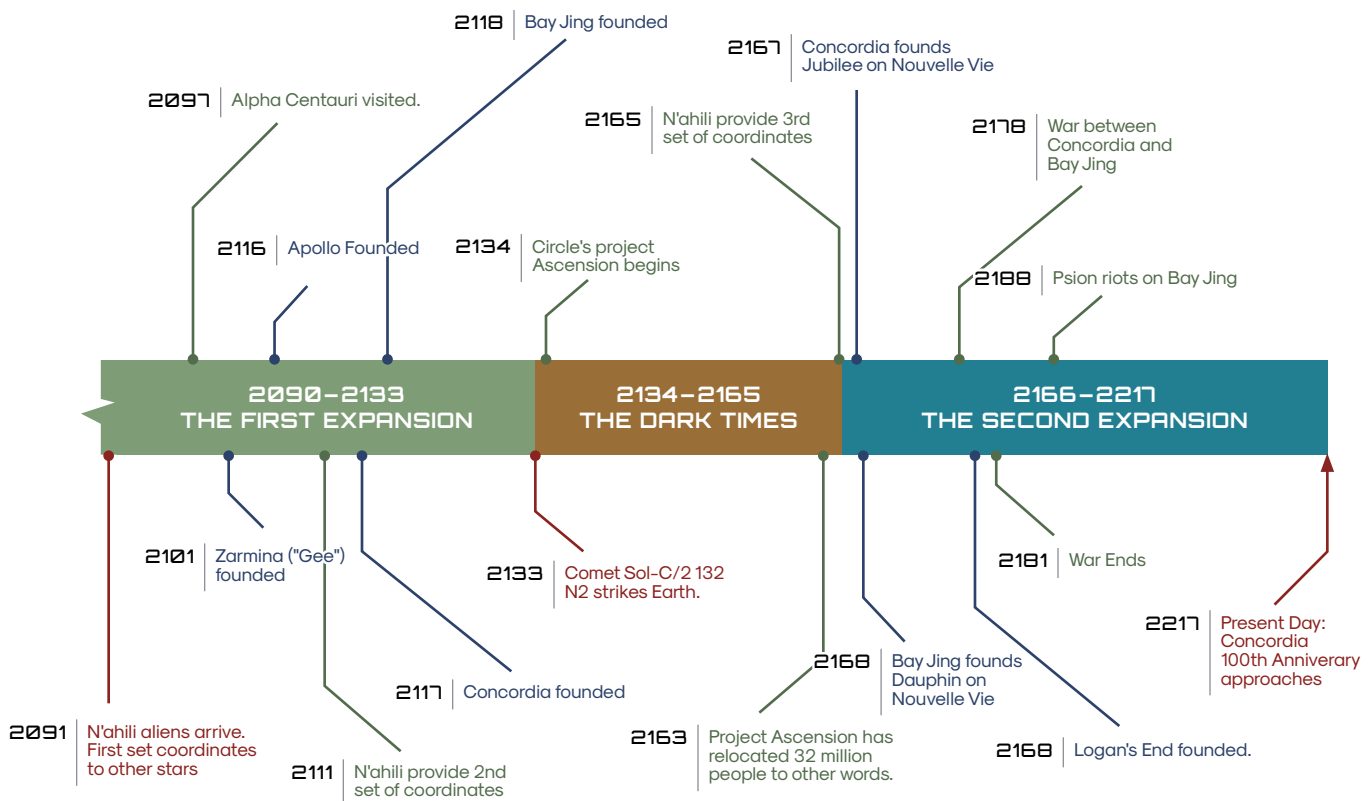 2118
Bay Jing founded
2167
Concordia founds
Jubilee on Nouvelle Vie
2097
Alpha Centauri visited.
2165
N'ahili provide 3rd
set of coordinates
2178
War between
Concordia and
Bay Jing
2116
Apollo Founded
2134
Circle's project
Ascension begins
2188
Psion riots on Bay Jing
2090–2133
THE FIRST EXPANSION
2134–2165
THE DARK TIMES
2166–2217
THE SECOND EXPANSION
2101
Zarmina ("Gee")
founded
2133
Comet Sol-C/2 132
N2 strikes Earth.
2181
War Ends
2217
Present Day:
Concordia
100th Anniverary
approaches
2117
Concordia founded
2168
Bay Jing founds
Dauphin on
Nouvelle Vie
2091
N'ahili aliens arrive.
First set coordinates
to other stars
2111
N'ahili provide 2nd
set of coordinates
2163
Project Ascension has
relocated 32 million
people to other words.
2168
Logan's End founded.